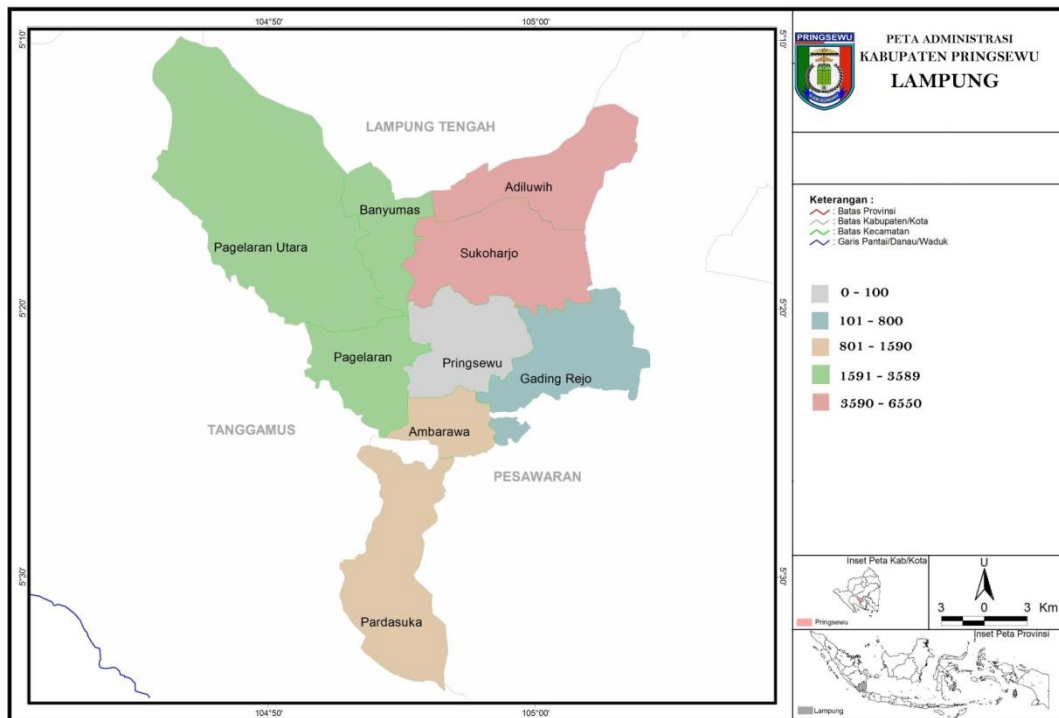 104°50'
105°00'
5°10'
5°10'
PRINGSEWU
PETA ADMINISTRASI
KABUPATEN PRINGSEWU
LAMPUNG
LAMPUNG TENGAH
Adiluwih
Banyumas
Pagelaran Utara
Sukoharjo
Keterangan :
: Batas Provinsi
: Batas Kabupaten/Kota
: Batas Kecamatan
: Garis Pantai/Danau/Waduk
0 - 100
101 - 800
801 - 1590
1591 - 3589
3590 - 6550
5°20'
5°20'
Pagelaran
Pringsewu
Gading Rejo
TANGGAMUS
Ambarawa
PESAWARAN
5°30'
5°30'
Pardasuka
Inset Peta Kab/Kota
Pringsewu
U
3 0 3 Km
Inset Peta Provinsi
Lampung
104°50'
105°00'